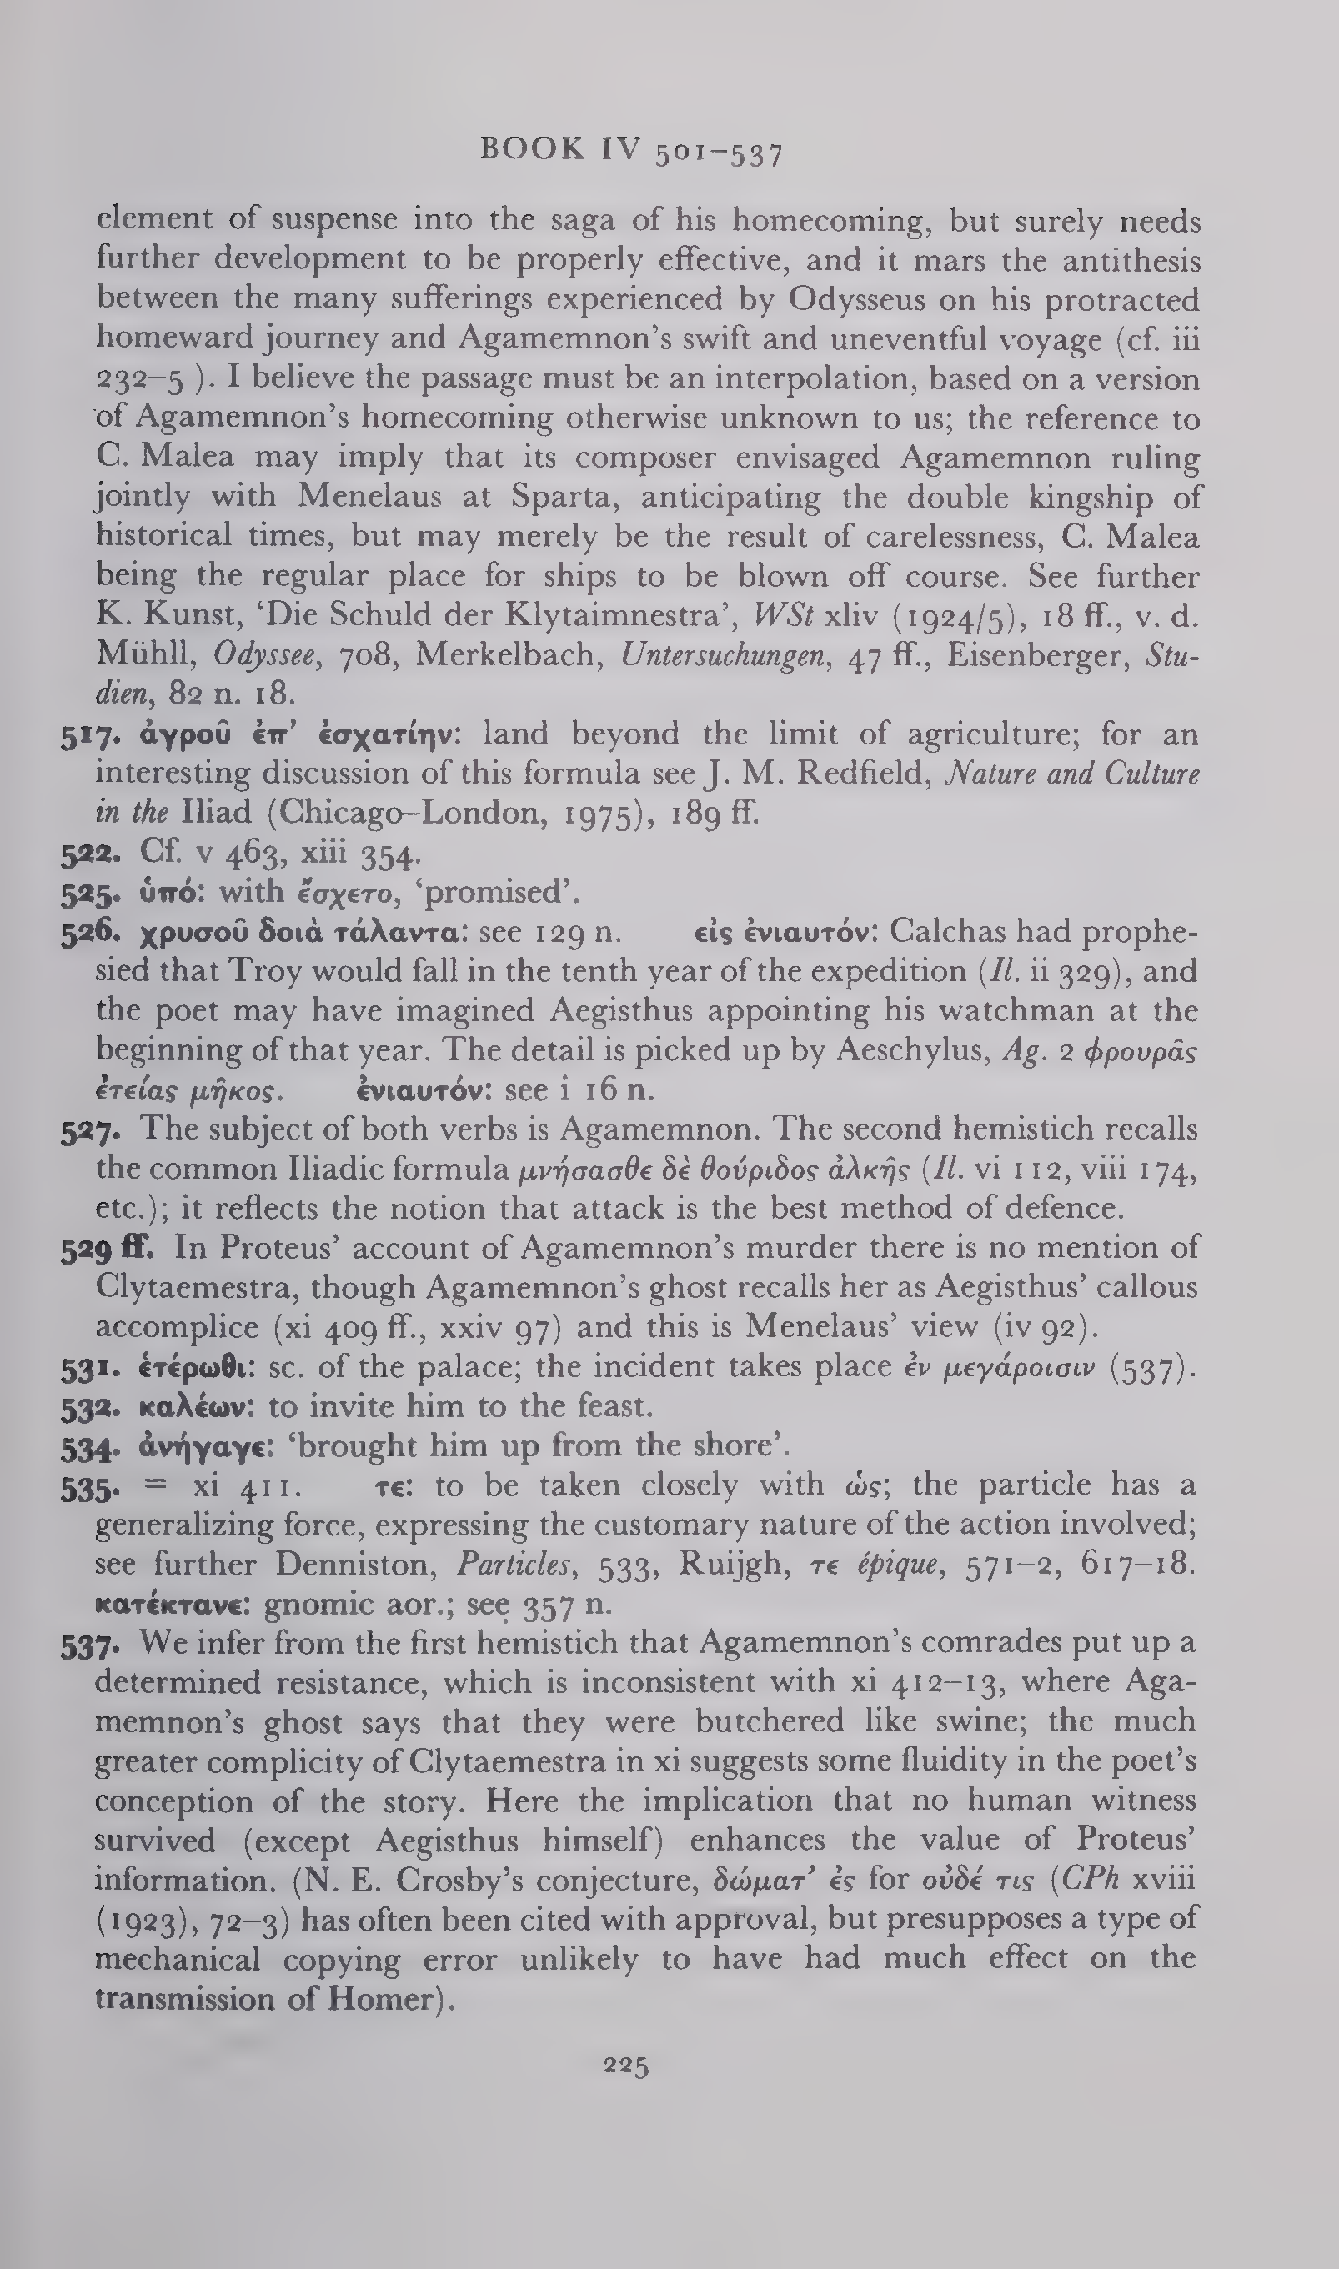 BOOK IV 501–537
element of suspense into the saga of his homecoming, but surely needs
further development to be properly effective, and it mars the antithesis
between the many sufferings experienced by Odysseus on his protracted
homeward journey and Agamemnon’s swift and uneventful voyage (cf. iii
232–5 ). I believe the passage must be an interpolation, based on a version
of Agamemnon’s homecoming otherwise unknown to us; the reference to
C. Malea may imply that its composer envisaged Agamemnon ruling
jointly with Menelaus at Sparta, anticipating the double kingship of
historical times, but may merely be the result of carelessness, C. Malea
being the regular place for ships to be blown off course. See further
K. Kunst, ‘Die Schuld der Klytaimnestra’, WSt xliv (1924/5), 18 ff., v. d.
Mühll, Odyssee, 708, Merkelbach, Untersuchungen, 47 ff., Eisenberger, Stu-
dien, 82 n. 18.
517. ἀγροῦ ἐπ’ ἐσχατίην: land beyond the limit of agriculture; for an
interesting discussion of this formula see J. M. Redfield, Nature and Culture
in the Iliad (Chicago–London, 1975), 189 ff.
522. Cf. v 463, xiii 354.
525. ὑπό: with ἔσχετο, ‘promised’.
526. χρυσοῦ δοιὰ τάλαντα: see 129 n. εἰς ἐνιαυτόν: Calchas had prophe-
sied that Troy would fall in the tenth year of the expedition (Il. ii 329), and
the poet may have imagined Aegisthus appointing his watchman at the
beginning of that year. The detail is picked up by Aeschylus, Ag. 2 φρουρᾶς
ἐτείας μῆκος. ἐνιαυτόν: see i 16 n.
527. The subject of both verbs is Agamemnon. The second hemistich recalls
the common Iliadic formula μνήσασθε δὲ θούριδος ἀλκῆς (Il. vi 112, viii 174,
etc.); it reflects the notion that attack is the best method of defence.
529 ff. In Proteus’ account of Agamemnon’s murder there is no mention of
Clytaemestra, though Agamemnon’s ghost recalls her as Aegisthus’ callous
accomplice (xi 409 ff., xxiv 97) and this is Menelaus’ view (iv 92).
531. ἑτέρωθι: sc. of the palace; the incident takes place ἐν μεγάροισιν (537).
532. καλέων: to invite him to the feast.
534. ἀνήγαγε: ‘brought him up from the shore’.
535. = xi 411. τε: to be taken closely with ὡς; the particle has a
generalizing force, expressing the customary nature of the action involved;
see further Denniston, Particles, 533, Ruijgh, τε épique, 571–2, 617–18.
κατέκτανε: gnomic aor.; see 357 n.
537. We infer from the first hemistich that Agamemnon’s comrades put up a
determined resistance, which is inconsistent with xi 412–13, where Aga-
memnon’s ghost says that they were butchered like swine; the much
greater complicity of Clytaemestra in xi suggests some fluidity in the poet’s
conception of the story. Here the implication that no human witness
survived (except Aegisthus himself) enhances the value of Proteus’
information. (N. E. Crosby’s conjecture, δώματ’ ἐς for οὐδέ τις (CPh xviii
(1923), 72–3) has often been cited with approval, but presupposes a type of
mechanical copying error unlikely to have had much effect on the
transmission of Homer).
225